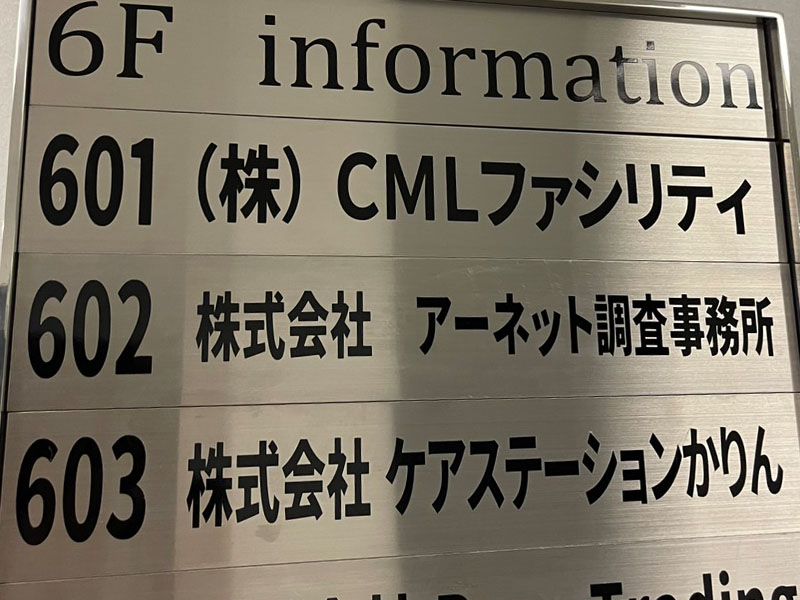 6F information
601 （株）CMLファシリティ
602 株式会社 アーネット調査事務所
603 株式会社 ケアステーションかりん
Trading